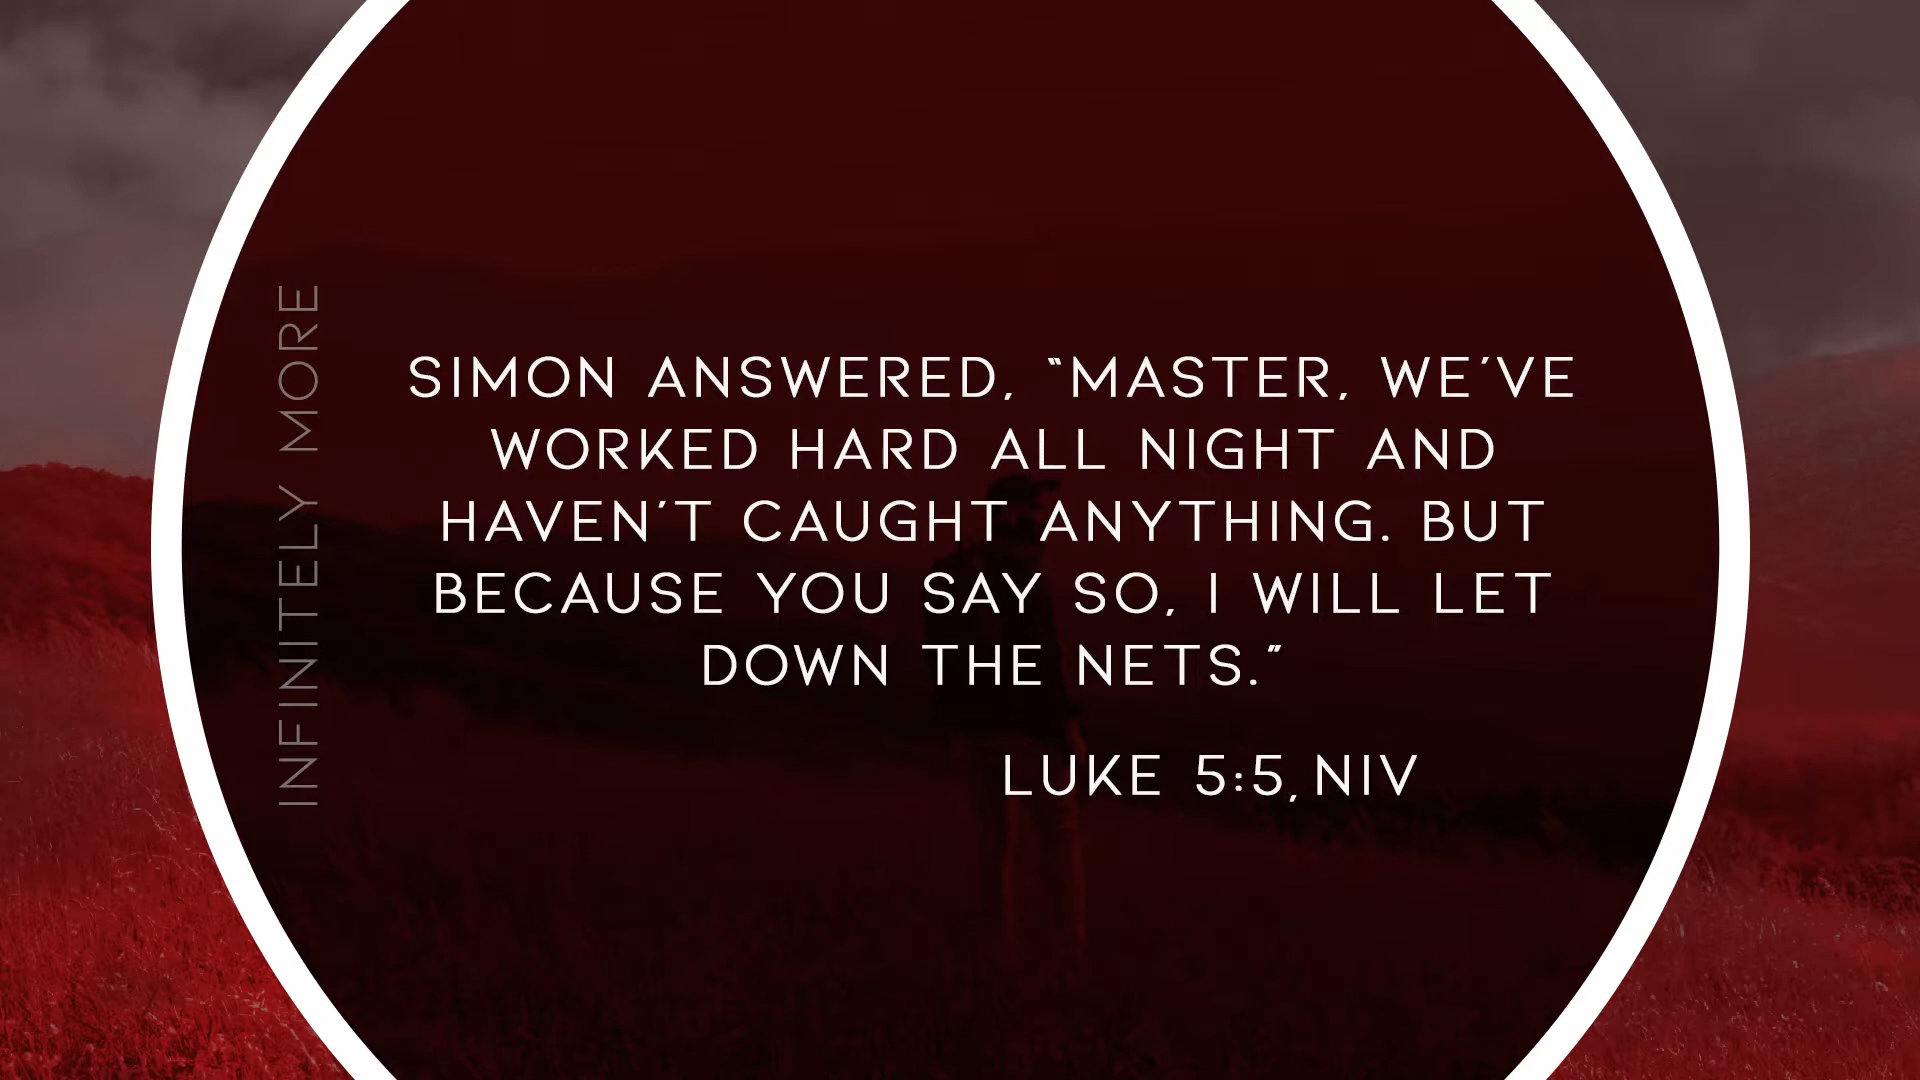 INFINITELY MORE
SIMON ANSWERED, “MASTER, WE’VE
WORKED HARD ALL NIGHT AND
HAVEN’T CAUGHT ANYTHING. BUT
BECAUSE YOU SAY SO, I WILL LET
DOWN THE NETS.”
LUKE 5:5, NIV